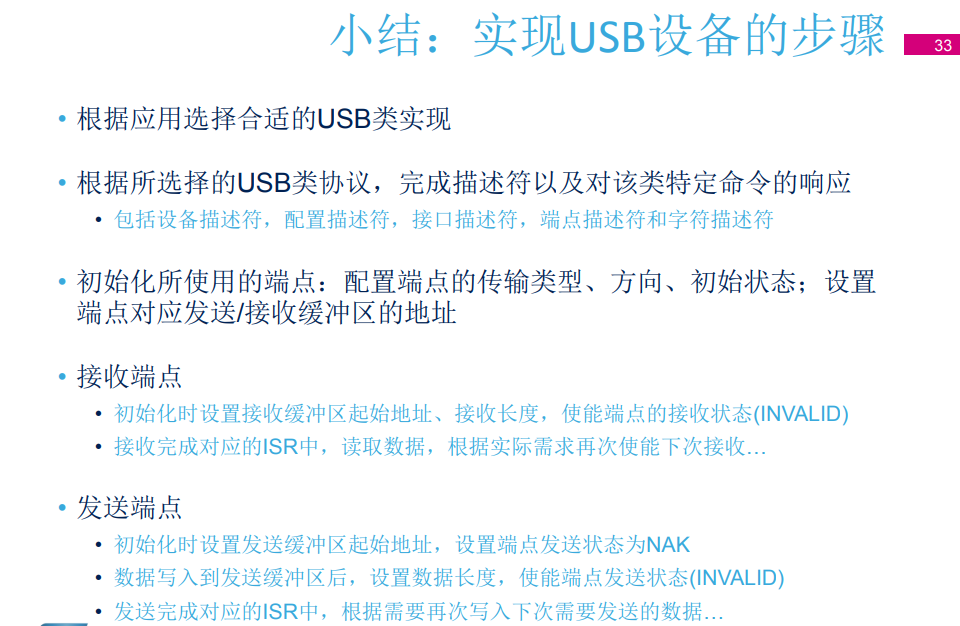 小结：实现USB设备的步骤
33
• 根据应用选择合适的USB类实现
• 根据所选择的USB类协议，完成描述符以及对该类特定命令的响应
• 包括设备描述符，配置描述符，接口描述符，端点描述符和字符描述符
• 初始化所使用的端点：配置端点的传输类型、方向、初始状态；设置
端点对应发送/接收缓冲区的地址
• 接收端点
• 初始化时设置接收缓冲区起始地址、接收长度，使能端点的接收状态(INVALID)
• 接收完成对应的ISR中，读取数据，根据实际需求再次使能下次接收…
• 发送端点
• 初始化时设置发送缓冲区起始地址，设置端点发送状态为NAK
• 数据写入到发送缓冲区后，设置数据长度，使能端点发送状态(INVALID)
• 发送完成对应的ISR中，根据需要再次写入下次需要发送的数据…